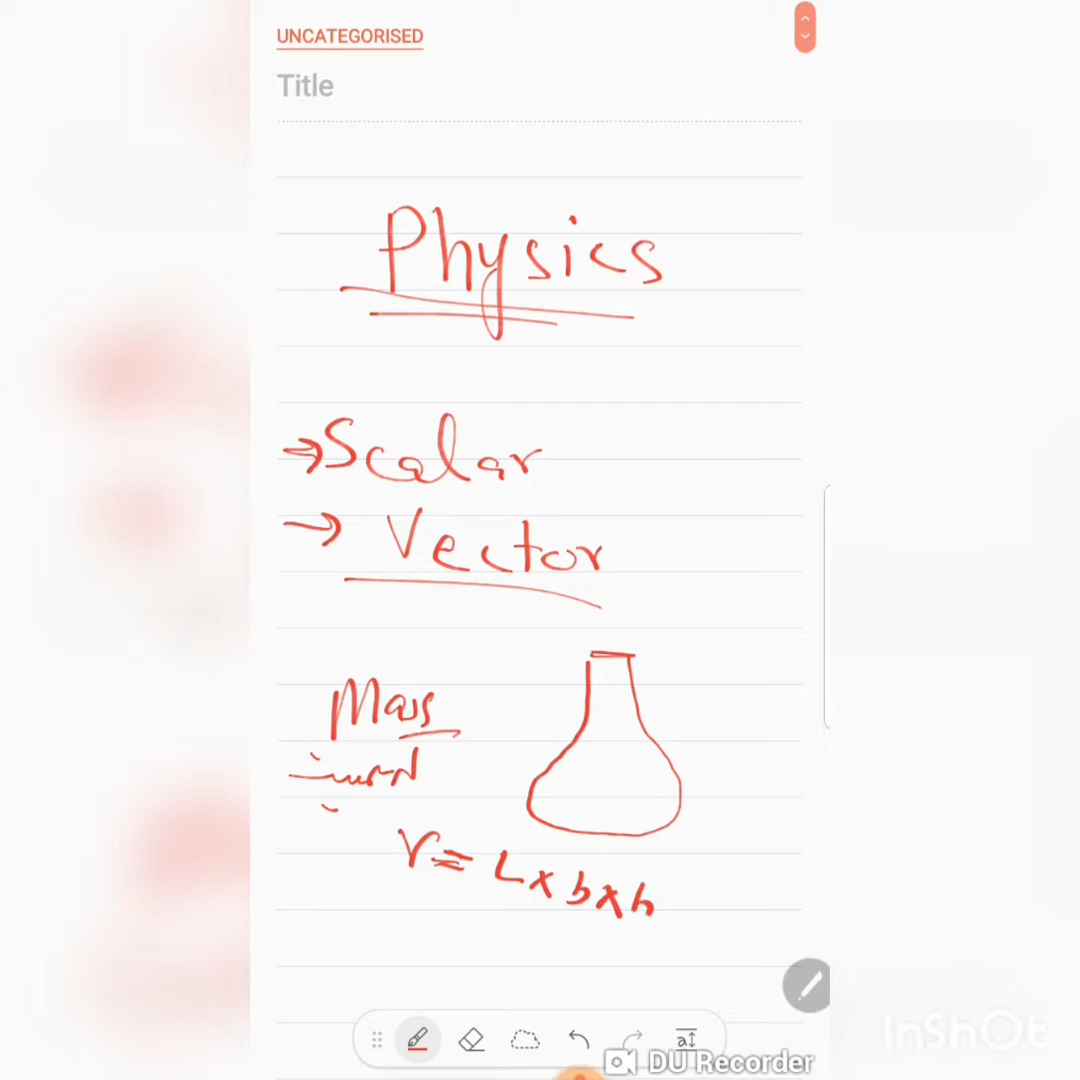 UNCATEGORISED
Title
Physics
→ Scalar
→ Vector
Mass
V = L x b x h
InShOt
DU Recorder